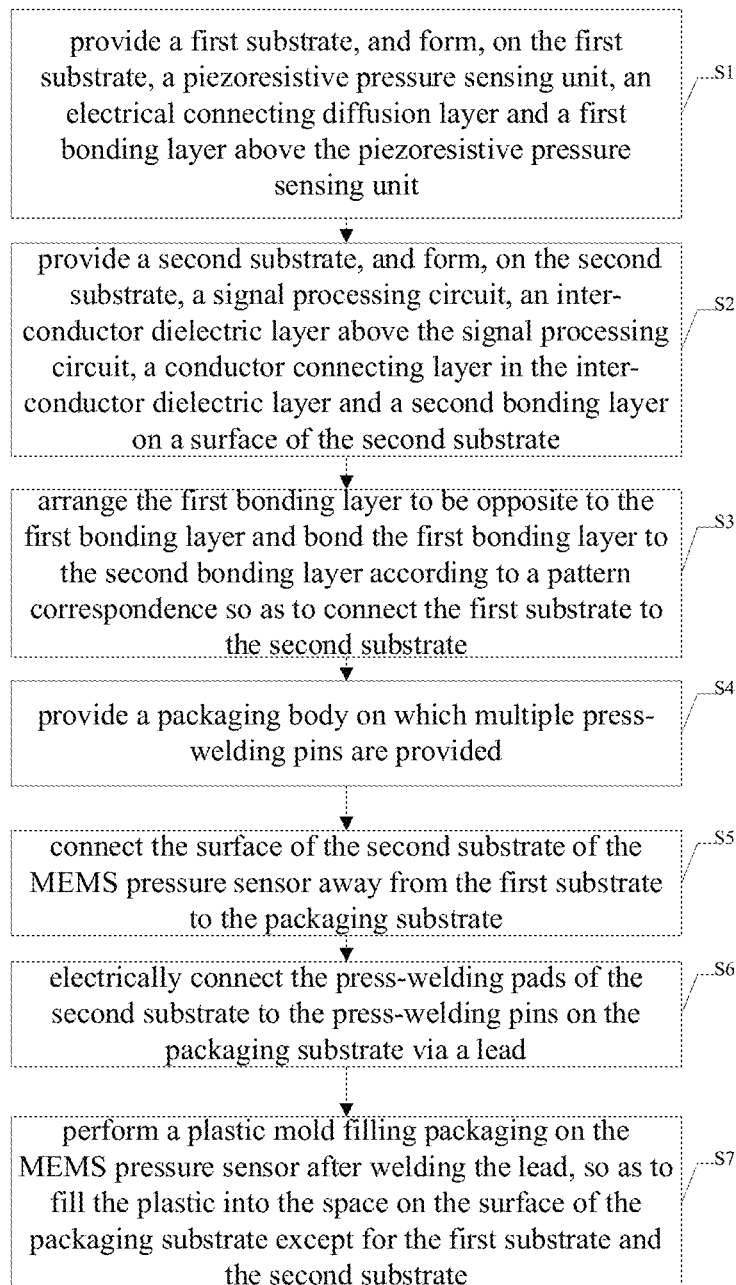 provide a first substrate, and form, on the first
substrate, a piezoresistive pressure sensing unit, an
electrical connecting diffusion layer and a first
bonding layer above the piezoresistive pressure
sensing unit
S1
provide a second substrate, and form, on the second
substrate, a signal processing circuit, an inter-
conductor dielectric layer above the signal processing
circuit, a conductor connecting layer in the inter-
conductor dielectric layer and a second bonding layer
on a surface of the second substrate
S2
arrange the first bonding layer to be opposite to the
first bonding layer and bond the first bonding layer to
the second bonding layer according to a pattern
correspondence so as to connect the first substrate to
the second substrate
S3
provide a packaging body on which multiple press-
welding pins are provided
S4
connect the surface of the second substrate of the
MEMS pressure sensor away from the first substrate
to the packaging substrate
S5
electrically connect the press-welding pads of the
second substrate to the press-welding pins on the
packaging substrate via a lead
S6
perform a plastic mold filling packaging on the
MEMS pressure sensor after welding the lead, so as to
fill the plastic into the space on the surface of the
packaging substrate except for the first substrate and
the second substrate
S7